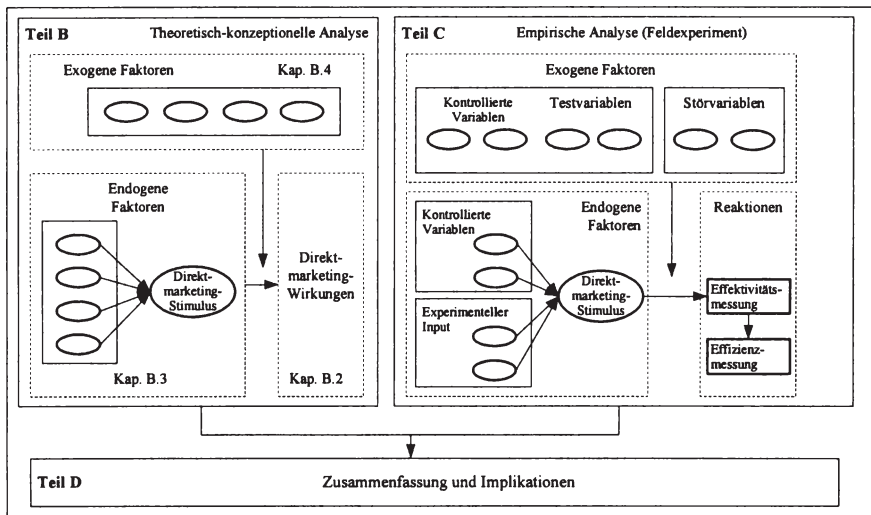 Teil B Theoretisch-konzeptionelle Analyse
Exogene Faktoren Kap. B.4
Endogene
Faktoren
Direkt-
marketing-
Stimulus
Direkt-
marketing-
Wirkungen
Kap. B.3 Kap. B.2
Teil C Empirische Analyse (Feldexperiment)
Exogene Faktoren
Kontrollierte
Variablen
Testvariablen
Störvariablen
Kontrollierte
Variablen
Endogene
Faktoren
Experimenteller
Input
Direkt-
marketing-
Stimulus
Reaktionen
Effektivitäts-
messung
Effizienz-
messung
Teil D Zusammenfassung und Implikationen